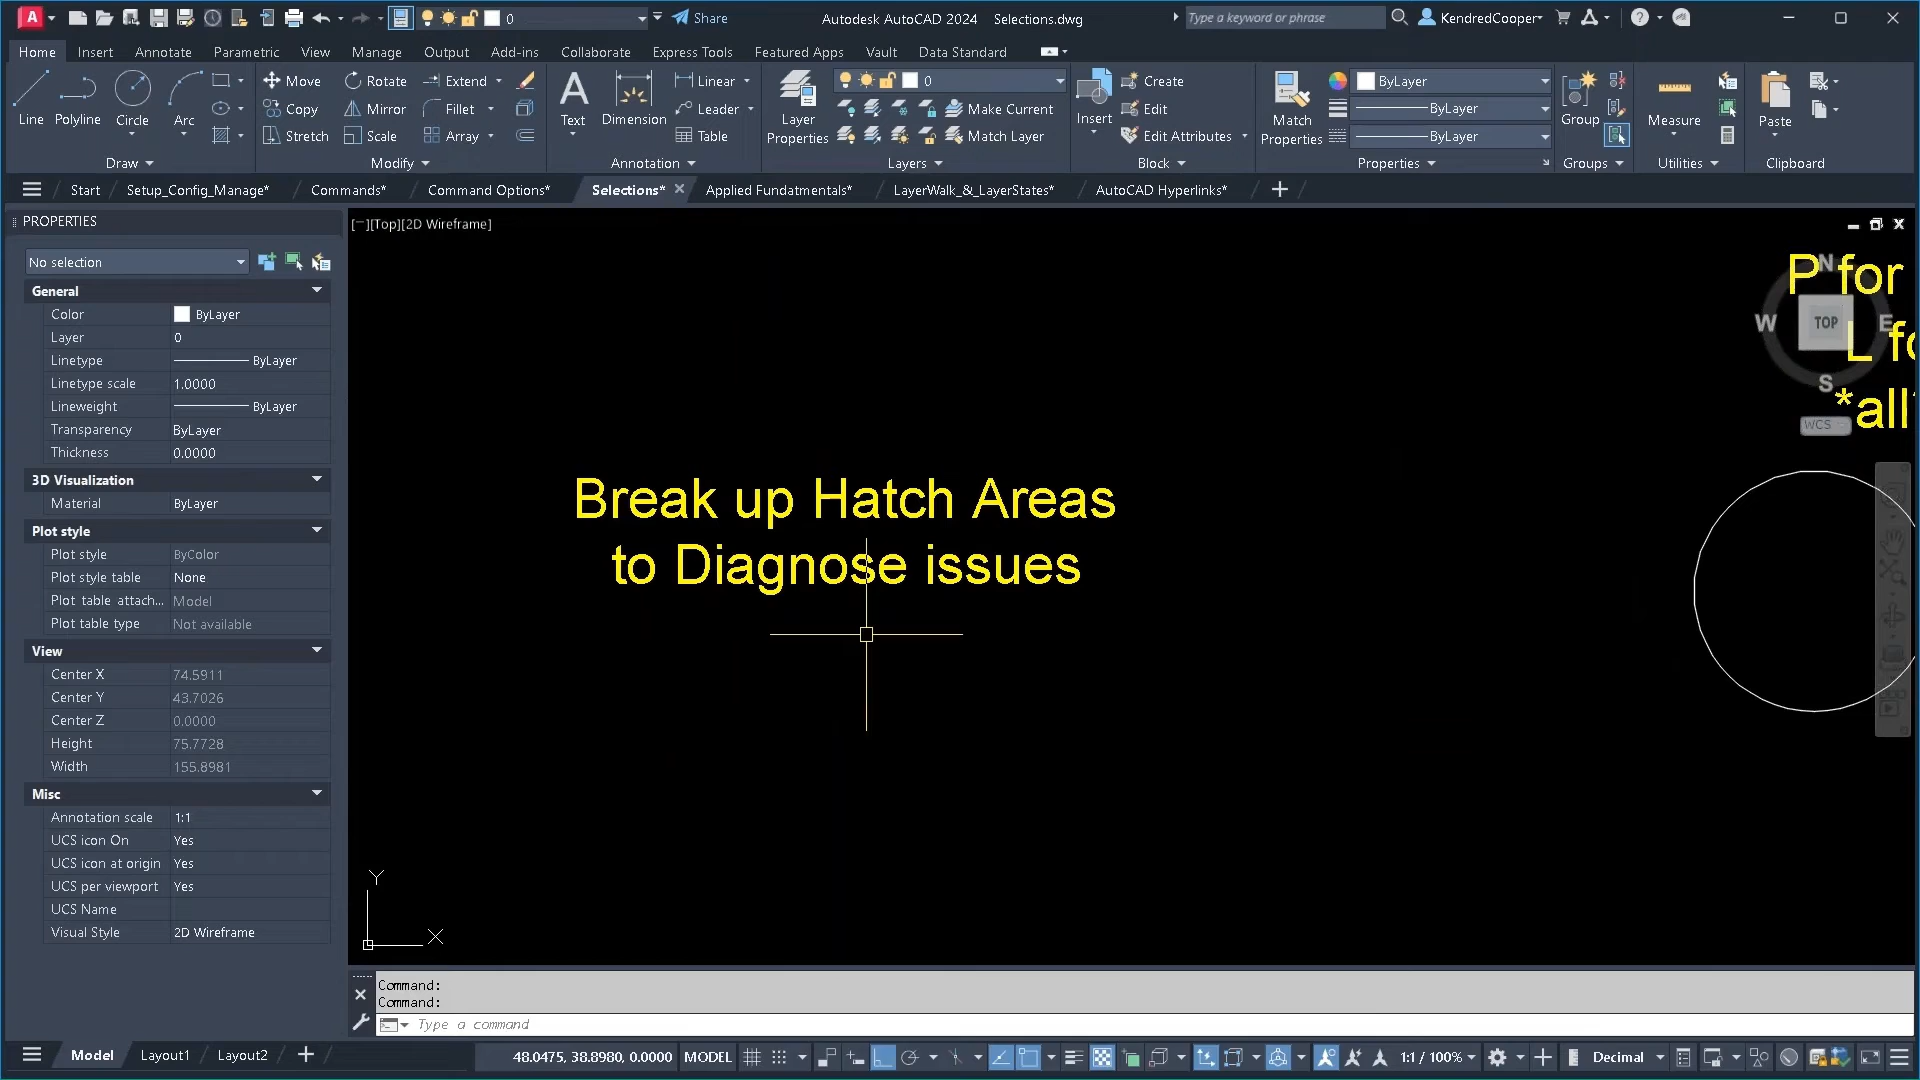 A
0
Share
Autodesk AutoCAD 2024 Selections.dwg
Type a keyword or phrase
KendredCooper
Home Insert Annotate Parametric View Manage Output Add-ins Collaborate Express Tools Featured Apps Vault Data Standard
Line
Polyline
Circle
Arc
Draw
Move
Rotate
Extend
Copy
Mirror
Fillet
Stretch
Scale
Array
Modify
Text
Dimension
Linear
Leader
Table
Annotation
Layer
Properties
0
Make Current
Match Layer
Layers
Insert
Create
Edit
Edit Attributes
Block
Match
Properties
ByLayer
ByLayer
ByLayer
Properties
Group
Groups
Measure
Utilities
Paste
Clipboard
Start Setup_Config_Manage* Commands* Command Options* Selections* Applied Fundatmentals* LayerWalk_&_LayerStates* AutoCAD Hyperlinks*
PROPERTIES
No selection
General
Color ByLayer
Layer 0
Linetype ByLayer
Linetype scale 1.0000
Lineweight ByLayer
Transparency ByLayer
Thickness 0.0000
3D Visualization
Material ByLayer
Plot style
Plot style ByColor
Plot style table None
Plot table attach... Model
Plot table type Not available
View
Center X 74.5911
Center Y 43.7026
Center Z 0.0000
Height 75.7728
Width 155.8981
Misc
Annotation scale 1:1
UCS icon On Yes
UCS icon at origin Yes
UCS per viewport Yes
UCS Name
Visual Style 2D Wireframe
[−][Top][2D Wireframe]
Break up Hatch Areas
to Diagnose issues
P for
L fo
*all
N
W TOP E
S
WCS
Y
X
Command:
Command:
Type a command
Model Layout1 Layout2
48.0475, 38.8980, 0.0000 MODEL
1:1 / 100%
Decimal